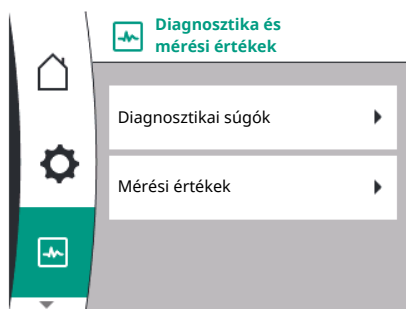 Diagnosztika és
mérési értékek
Diagnosztikai súgók
Mérési értékek